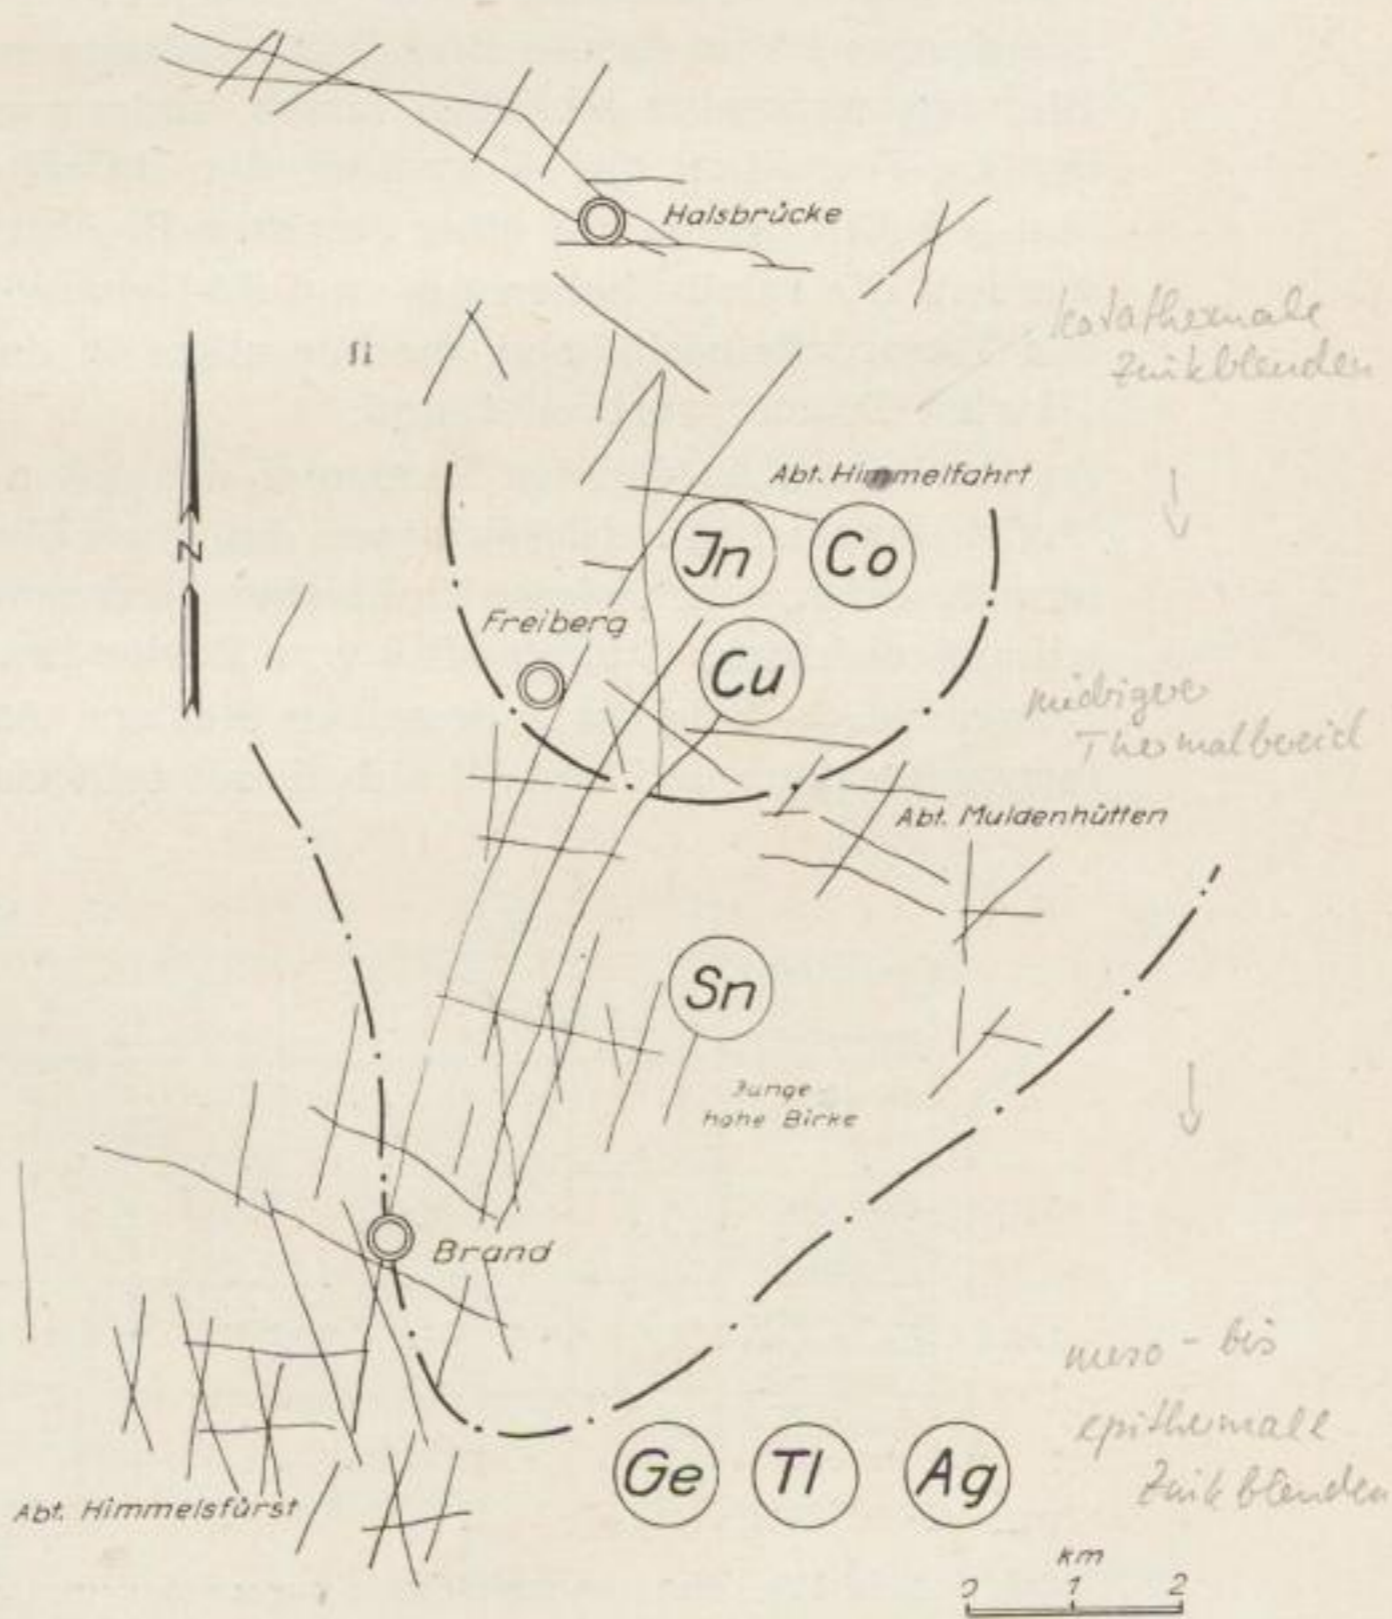 Halsbrücke
katathermale
Zinkblenden
Abt. Himmelfahrt
Jn
Co
N
Freiberg
Cu
niedriger
Thermalbereich
Abt. Muldenhütten
Sn
Junge
hohe Birke
Brand
meso - bis
epithermale
Zinkblenden
Ge
Tl
Ag
Abt. Himmelsfürst
km
0 1 2